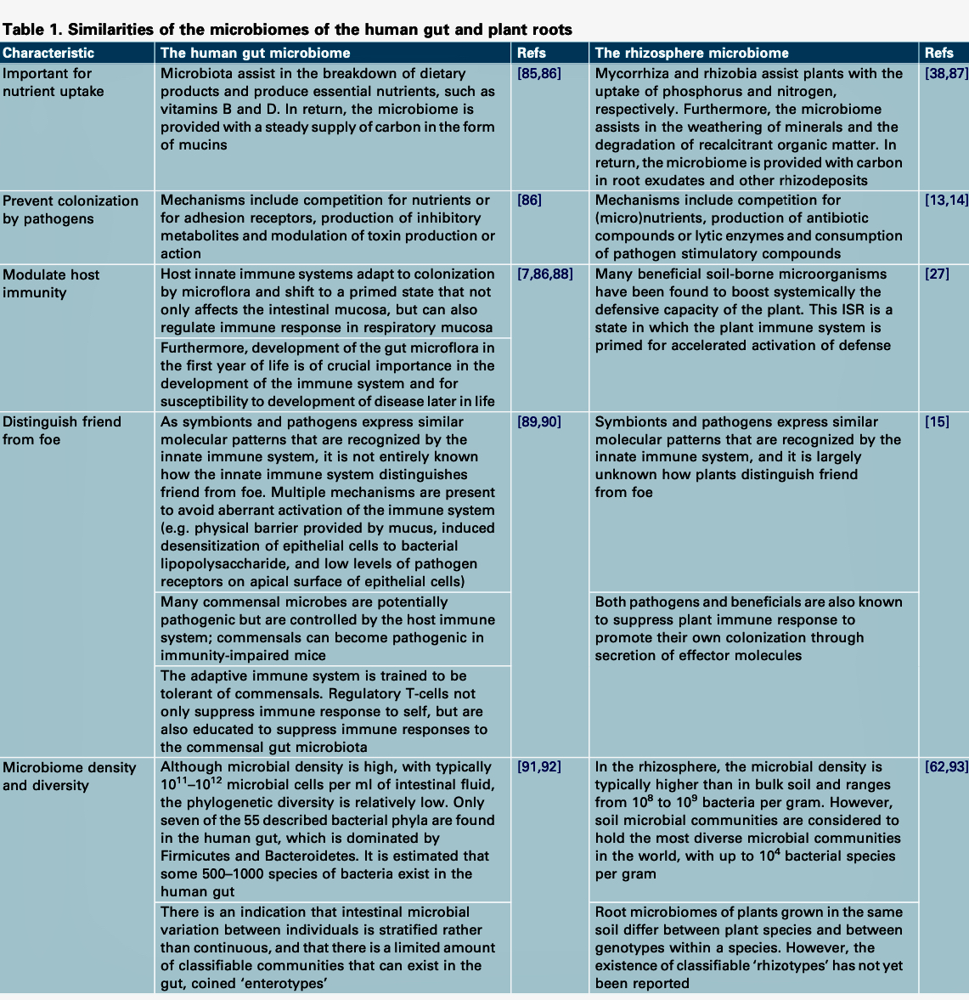 Table 1. Similarities of the microbiomes of the human gut and plant roots
Characteristic
The human gut microbiome
Refs
The rhizosphere microbiome
Refs
Important for
nutrient uptake
Microbiota assist in the breakdown of dietary
products and produce essential nutrients, such as
vitamins B and D. In return, the microbiome is
provided with a steady supply of carbon in the form
of mucins
[85,86]
Mycorrhiza and rhizobia assist plants with the
uptake of phosphorus and nitrogen,
respectively. Furthermore, the microbiome
assists in the weathering of minerals and the
degradation of recalcitrant organic matter. In
return, the microbiome is provided with carbon
in root exudates and other rhizodeposits
[38,87]
Prevent colonization
by pathogens
Mechanisms include competition for nutrients or
for adhesion receptors, production of inhibitory
metabolites and modulation of toxin production or
action
[86]
Mechanisms include competition for
(micro)nutrients, production of antibiotic
compounds or lytic enzymes and consumption
of pathogen stimulatory compounds
[13,14]
Modulate host
immunity
Host innate immune systems adapt to colonization
by microflora and shift to a primed state that not
only affects the intestinal mucosa, but can also
regulate immune response in respiratory mucosa
Furthermore, development of the gut microflora in
the first year of life is of crucial importance in the
development of the immune system and for
susceptibility to development of disease later in life
[7,86,88]
Many beneficial soil-borne microorganisms
have been found to boost systemically the
defensive capacity of the plant. This ISR is a
state in which the plant immune system is
primed for accelerated activation of defense
[27]
Distinguish friend
from foe
As symbionts and pathogens express similar
molecular patterns that are recognized by the
innate immune system, it is not entirely known
how the innate immune system distinguishes
friend from foe. Multiple mechanisms are present
to avoid aberrant activation of the immune system
(e.g. physical barrier provided by mucus, induced
desensitization of epithelial cells to bacterial
lipopolysaccharide, and low levels of pathogen
receptors on apical surface of epithelial cells)
[89,90]
Symbionts and pathogens express similar
molecular patterns that are recognized by the
innate immune system, and it is largely
unknown how plants distinguish friend
from foe
[15]
Many commensal microbes are potentially
pathogenic but are controlled by the host immune
system; commensals can become pathogenic in
immunity-impaired mice
Both pathogens and beneficials are also known
to suppress plant immune response to
promote their own colonization through
secretion of effector molecules
The adaptive immune system is trained to be
tolerant of commensals. Regulatory T-cells not
only suppress immune response to self, but are
also educated to suppress immune responses to
the commensal gut microbiota
Microbiome density
and diversity
Although microbial density is high, with typically
10¹¹–10¹² microbial cells per ml of intestinal fluid,
the phylogenetic diversity is relatively low. Only
seven of the 55 described bacterial phyla are found
in the human gut, which is dominated by
Firmicutes and Bacteroidetes. It is estimated that
some 500–1000 species of bacteria exist in the
human gut
[91,92]
In the rhizosphere, the microbial density is
typically higher than in bulk soil and ranges
from 10⁸ to 10⁹ bacteria per gram. However,
soil microbial communities are considered to
hold the most diverse microbial communities
in the world, with up to 10⁴ bacterial species
per gram
[62,93]
There is an indication that intestinal microbial
variation between individuals is stratified rather
than continuous, and that there is a limited amount
of classifiable communities that can exist in the
gut, coined ‘enterotypes’
Root microbiomes of plants grown in the same
soil differ between plant species and between
genotypes within a species. However, the
existence of classifiable ‘rhizotypes’ has not yet
been reported